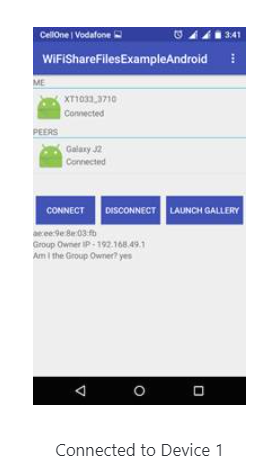 CellOne | Vodafone 3:41
WiFiShareFilesExampleAndroid
ME
XT1033_3710
Connected
PEERS
Galaxy J2
Connected
CONNECT DISCONNECT LAUNCH GALLERY
ae:ee:9e:8e:03:fb
Group Owner IP - 192.168.49.1
Am I the Group Owner? yes
Connected to Device 1